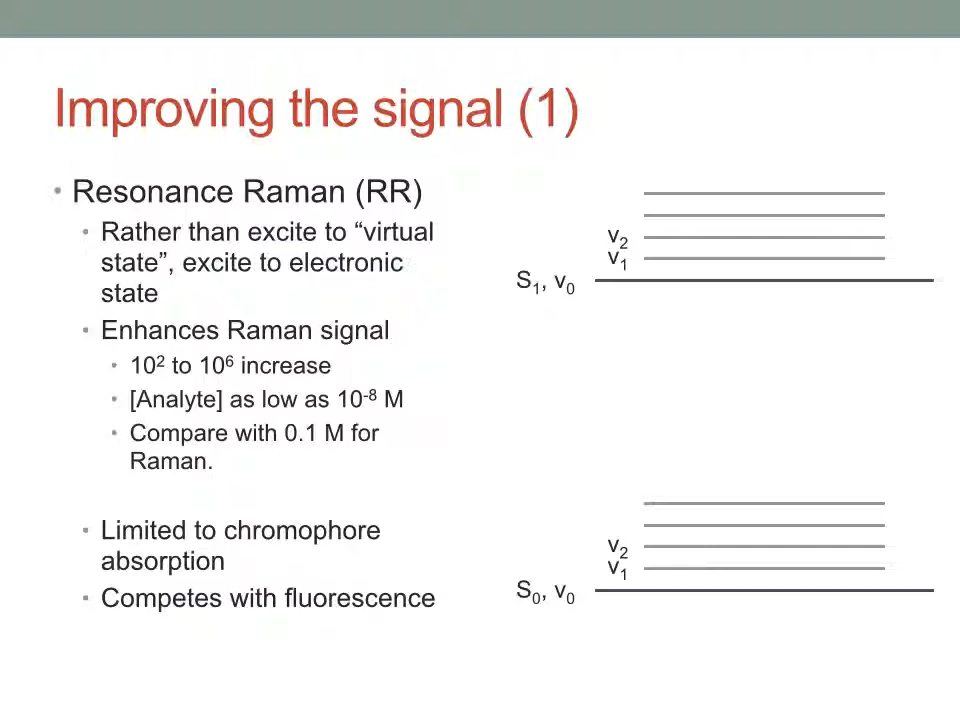 Improving the signal (1)
• Resonance Raman (RR)
• Rather than excite to “virtual
state”, excite to electronic
state
• Enhances Raman signal
• 10² to 10⁶ increase
• [Analyte] as low as 10⁻⁸ M
• Compare with 0.1 M for
Raman.
• Limited to chromophore
absorption
• Competes with fluorescence
v₂
v₁
S₁, v₀
v₂
v₁
S₀, v₀